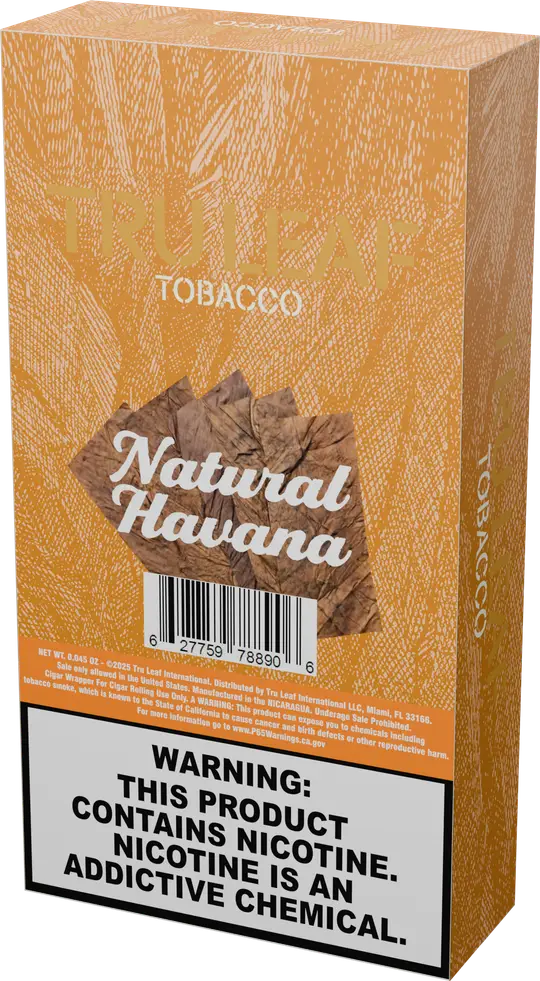 TOBACCO
TRU LEAF
TOBACCO
Natural
Havana
6 27759 78890 6
NET WT. 0.045 OZ - ©2025 Tru Leaf International. Distributed by Tru Leaf International LLC, Miami, FL 33166.
Sale only allowed in the United States. Manufactured in the NICARAGUA. Underage Sale Prohibited.
Cigar Wrapper For Cigar Rolling Use Only. A WARNING: This product can expose you to chemicals including
tobacco smoke, which is known to the State of California to cause cancer and birth defects or other reproductive harm.
For more information go to www.P65Warnings.ca.gov
WARNING:
THIS PRODUCT
CONTAINS NICOTINE.
NICOTINE IS AN
ADDICTIVE CHEMICAL.
TRU LEAF
TOBACCO